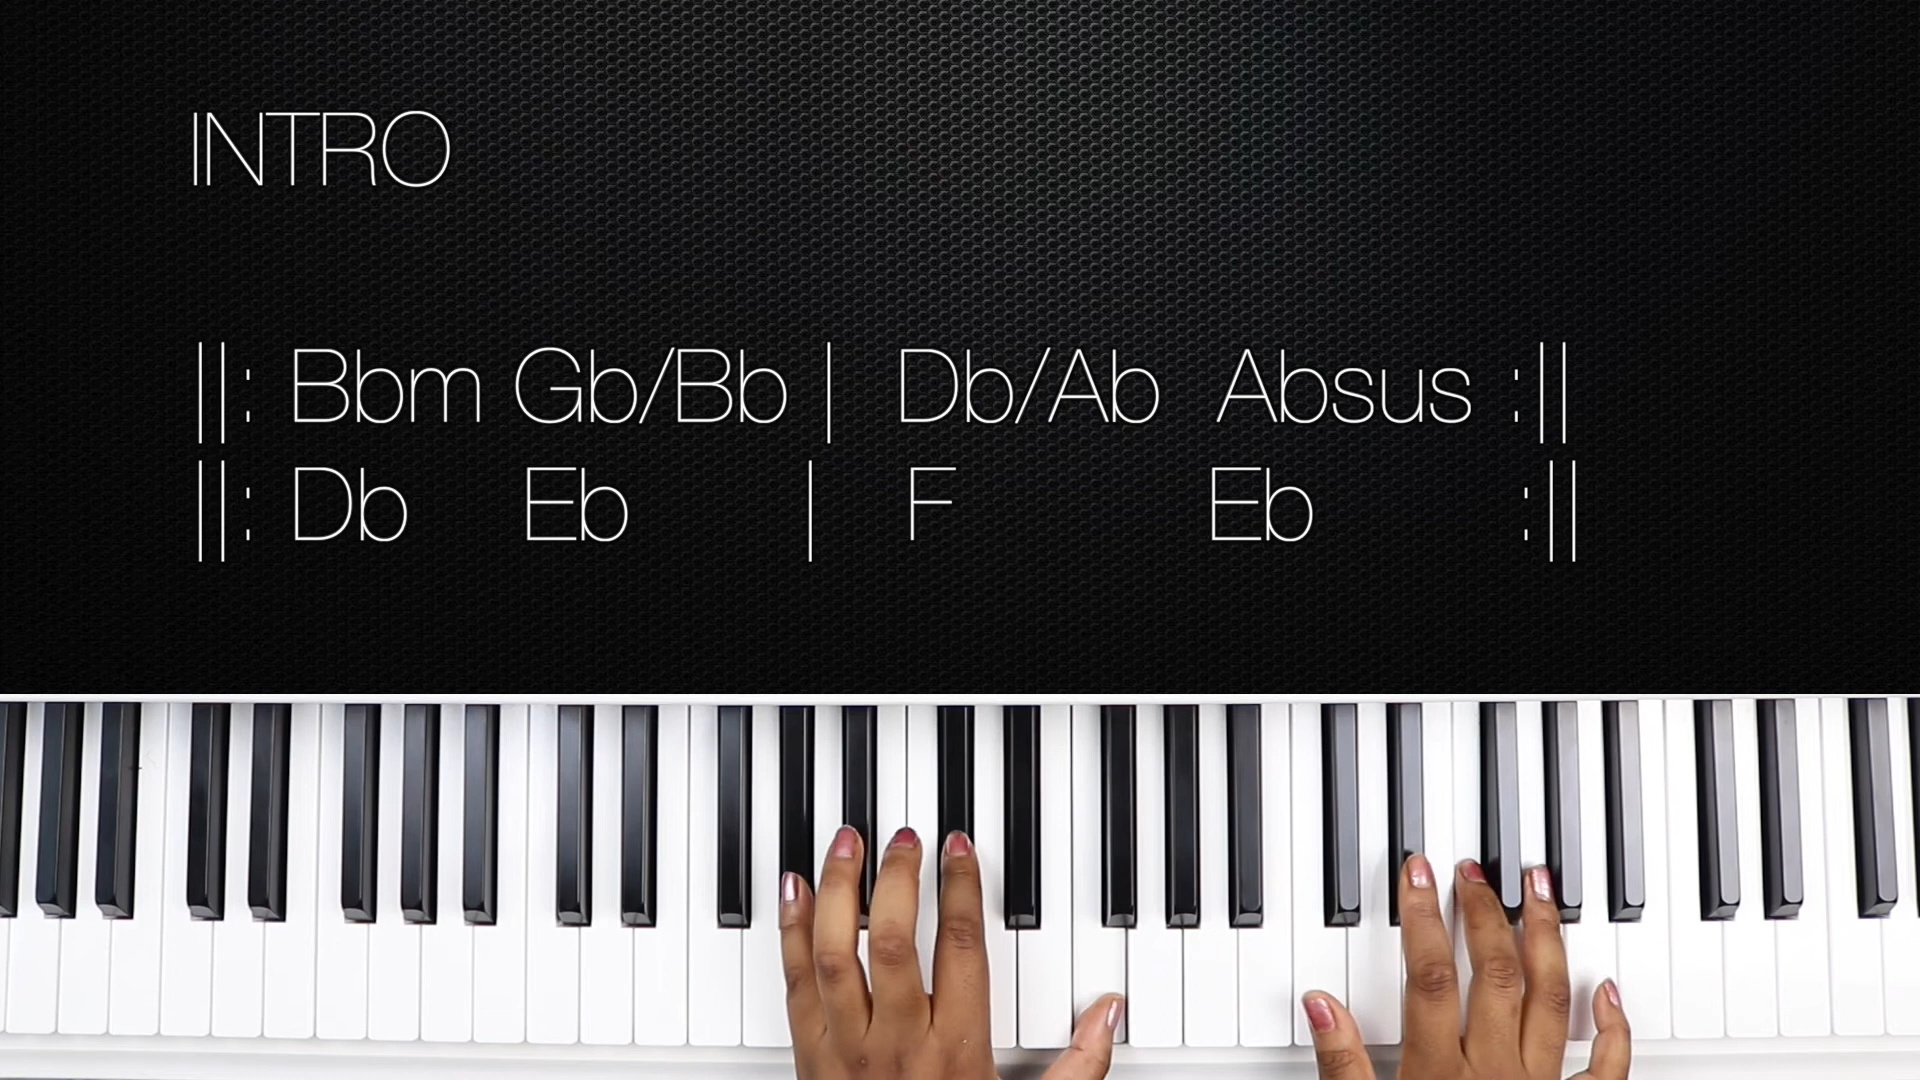 INTRO
||: Bbm Gb/Bb | Db/Ab Absus :||
||: Db Eb | F Eb :||